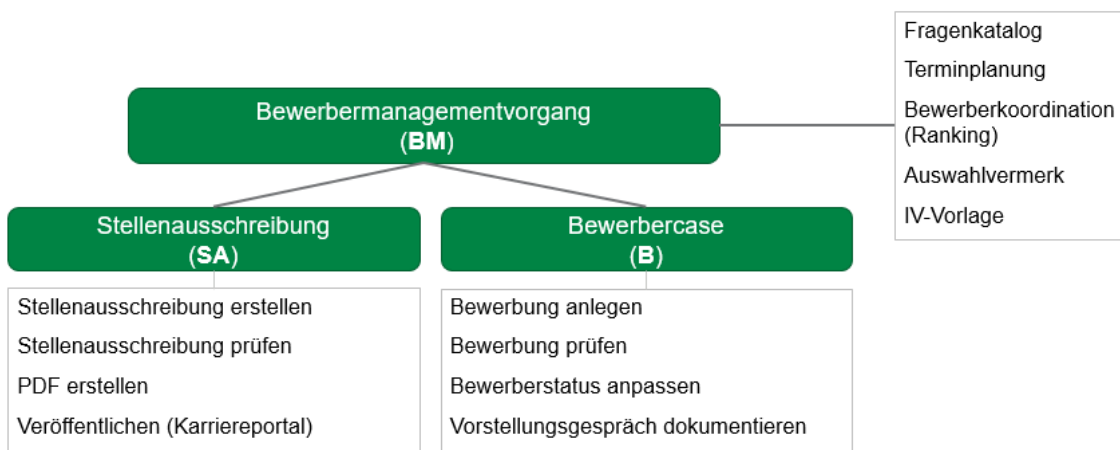 Fragenkatalog
Terminplanung
Bewerberkoordination
(Ranking)
Auswahlvermerk
IV-Vorlage
Bewerbermanagementvorgang
(BM)
Stellenausschreibung
(SA)
Stellenausschreibung erstellen
Stellenausschreibung prüfen
PDF erstellen
Veröffentlichen (Karriereportal)
Bewerbercase
(B)
Bewerbung anlegen
Bewerbung prüfen
Bewerberstatus anpassen
Vorstellungsgespräch dokumentieren